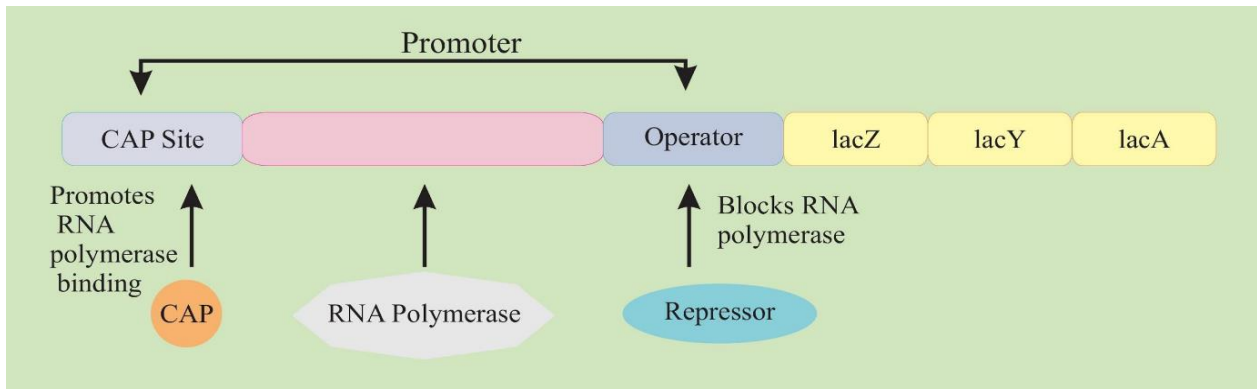 Promoter
CAP Site
Operator
lacZ
lacY
lacA
Promotes
RNA
polymerase
binding
Blocks RNA
polymerase
CAP
RNA Polymerase
Repressor